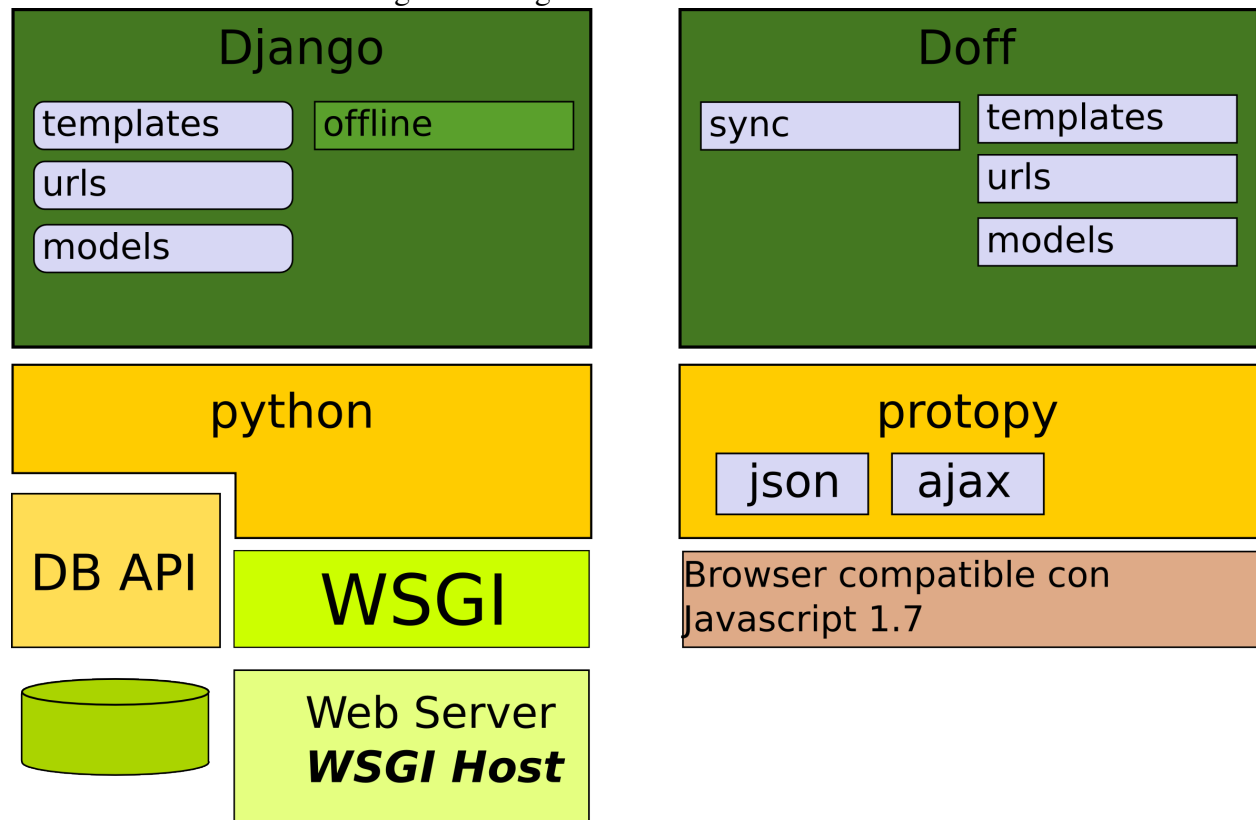 Django
templates
offline
urls
models
python
DB API
WSGI
Web Server
WSGI Host
Doff
sync
templates
urls
models
protopy
json
ajax
Browser compatible con
Javascript 1.7